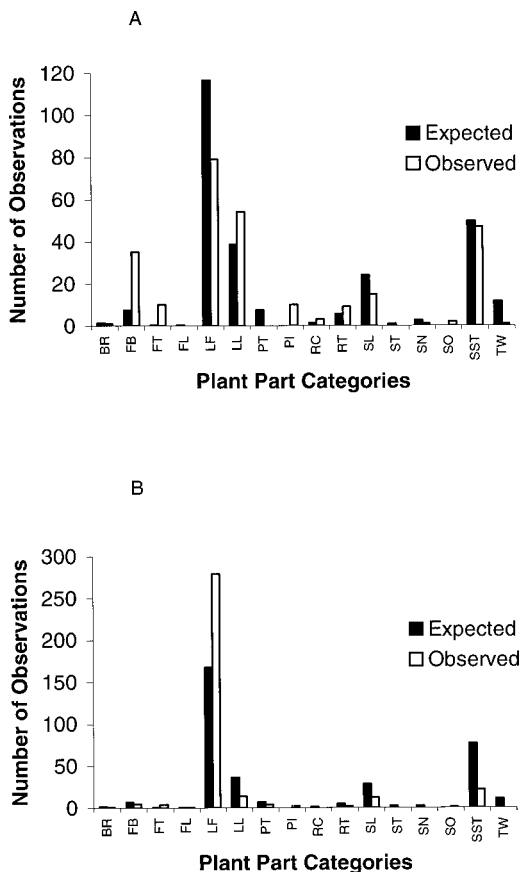 A
Number of Observations
120
100
80
60
40
20
0
Expected
Observed
BR FB FT FL LF LL PT PI RC RT SL ST SN SO SST TW
Plant Part Categories
B
Number of Observations
300
250
200
150
100
50
0
Expected
Observed
BR FB FT FL LF LL PT PI RC RT SL ST SN SO SST TW
Plant Part Categories